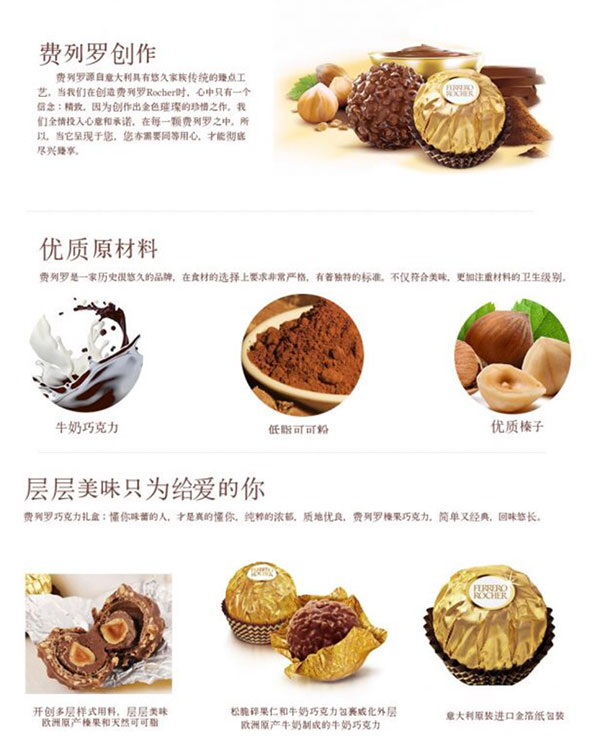 费列罗创作
费列罗源自意大利具有悠久家族传统的臻点工
艺，当我们在创造费列罗Rocher时，心中只有一个
信念：精致，因为创作出金色璀璨的珍惜之作，我
们全情投入心意和承诺，在每一颗费列罗之中。所
以，当它呈现于您，您亦需要同等用心，才能彻底
尽兴臻享。
FERRERO
ROCHER
优质原材料
费列罗是一家历史很悠久的品牌，在食材的选择上要求非常严格，有着独特的标准。不仅符合美味，更加注重材料的卫生级别。
牛奶巧克力
低脂可可粉
优质榛子
层层美味只为给爱的你
费列罗巧克力礼盒：懂你味蕾的人，才是真的懂你，纯粹的浓郁，质地优良，费列罗榛果巧克力，简单又经典，回味悠长。
FERRERO
ROCHER
开创多层样式用料，层层美味
欧洲原产榛果和天然可可脂
松脆碎果仁和牛奶巧克力包裹威化外层
欧洲原产牛奶制成的牛奶巧克力
意大利原装进口金箔纸包装